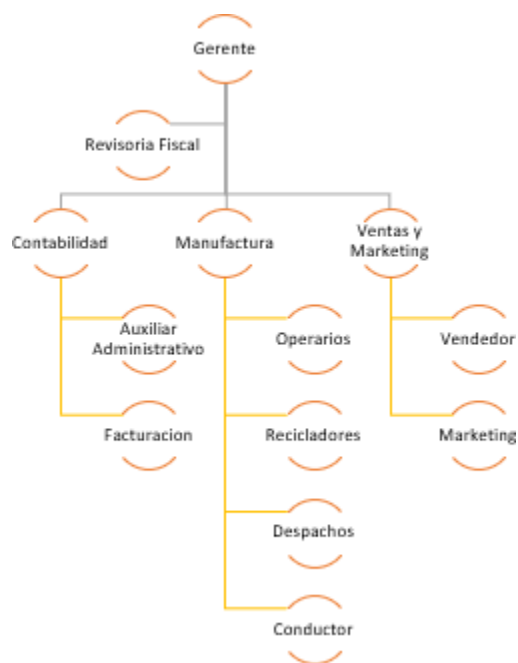 Gerente
Revisoria Fiscal
Contabilidad
Manufactura
Ventas y
Marketing
Auxiliar
Administrativo
Operarios
Vendedor
Facturacion
Recicladores
Marketing
Despachos
Conductor